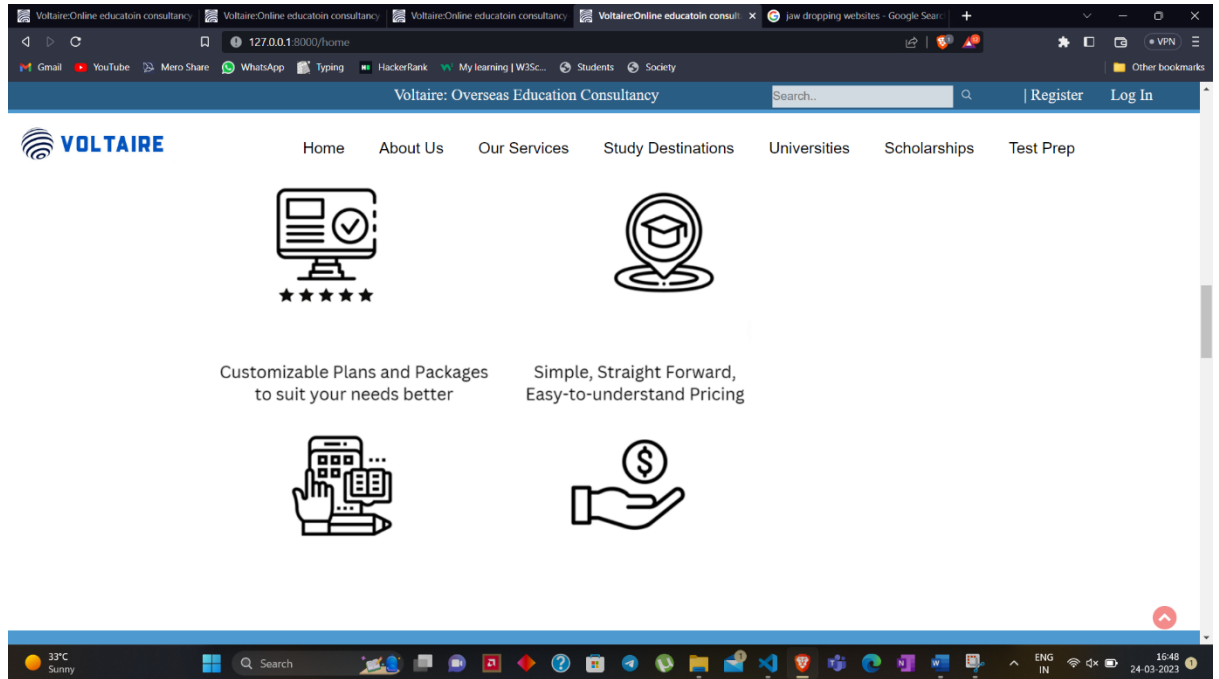 Voltaire:Online educatoin consultancy
Voltaire:Online educatoin consultancy
Voltaire:Online educatoin consultancy
Voltaire:Online educatoin consult
jaw dropping websites - Google Searc
127.0.0.1:8000/home
VPN
Gmail YouTube Mero Share WhatsApp Typing HackerRank My learning | W3Sc... Students Society Other bookmarks
Voltaire: Overseas Education Consultancy Search.. | Register Log In
VOLTAIRE Home About Us Our Services Study Destinations Universities Scholarships Test Prep
Customizable Plans and Packages
to suit your needs better
Simple, Straight Forward,
Easy-to-understand Pricing
33°C
Sunny
Search
ENG
IN
16:48
24-03-2023
1